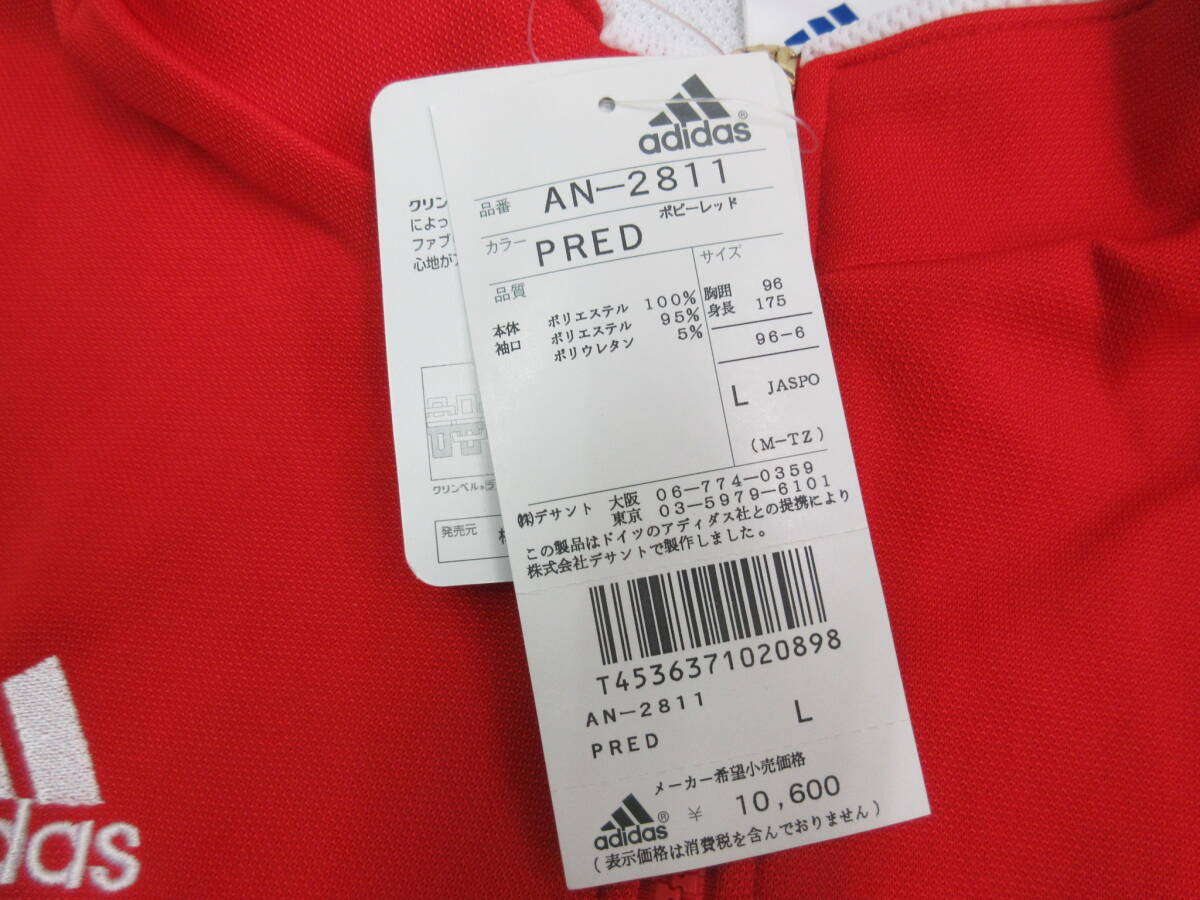 adidas®
品番 AN-2811
ポピーレッド
カラー PRED
品質
本体 ポリエステル 100%
袖口 ポリエステル 95%
ポリウレタン 5%
サイズ
胸囲 96
身長 175
96-6
L JASPO
(M-TZ)
㈱デサント 大阪 06-774-0359
東京 03-5979-6101
この製品はドイツのアディダス社との提携により
株式会社デサントで製作しました。
T4536371020898
AN-2811
L
PRED
メーカー希望小売価格
adidas®
¥ 10,600
(表示価格は消費税を含んでおりません)
クリン
によっ
ファブ
心地が
クリンベル®
発売元
das